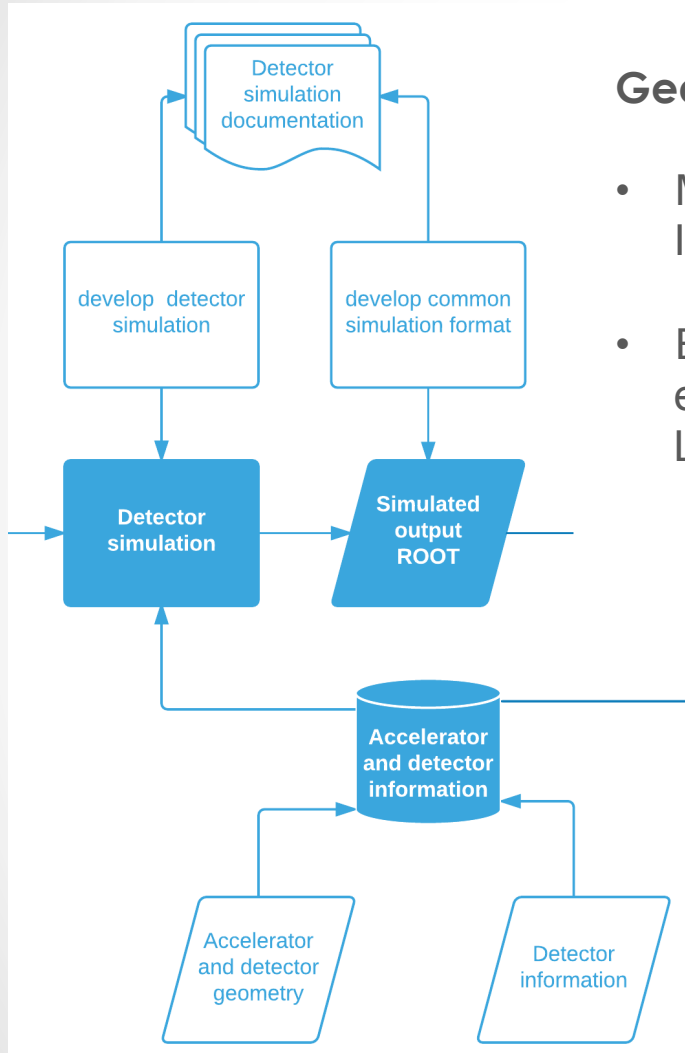 Detector
simulation
documentation
develop detector
simulation
develop common
simulation format
Detector
simulation
Simulated
output
ROOT
Accelerator
and detector
information
Accelerator
and detector
geometry
Detector
information